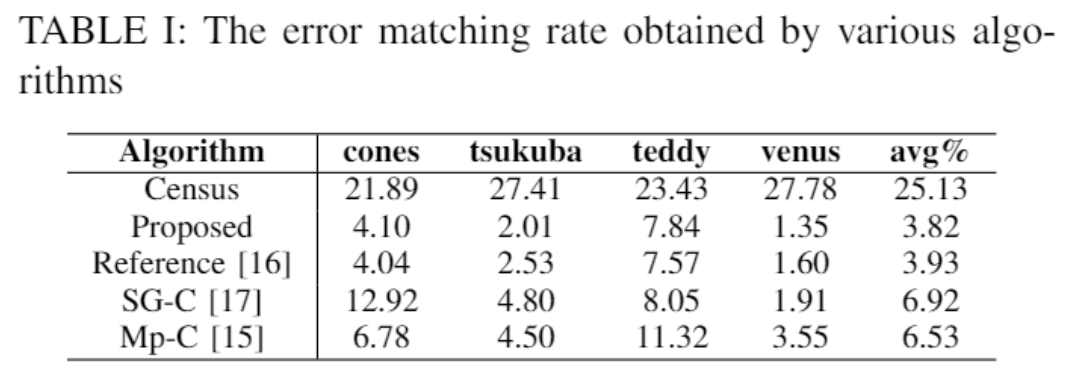 TABLE I: The error matching rate obtained by various algo-
rithms
Algorithm cones tsukuba teddy venus avg%
Census 21.89 27.41 23.43 27.78 25.13
Proposed 4.10 2.01 7.84 1.35 3.82
Reference [16] 4.04 2.53 7.57 1.60 3.93
SG-C [17] 12.92 4.80 8.05 1.91 6.92
Mp-C [15] 6.78 4.50 11.32 3.55 6.53